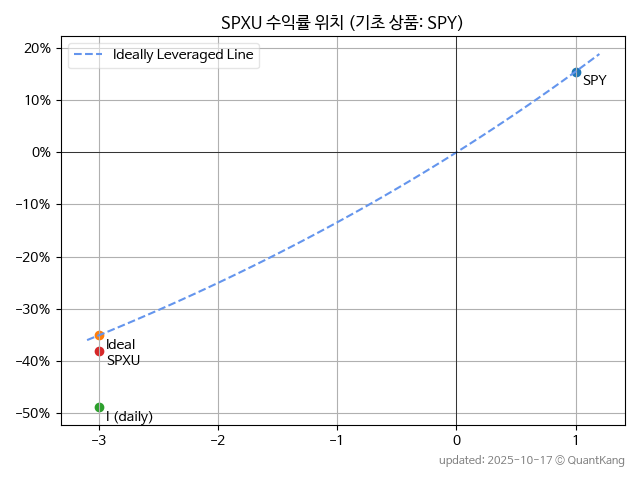 SPXU 수익률 위치 (기초 상품: SPY)
Ideally Leveraged Line
20%
10%
0%
−10%
−20%
−30%
−40%
−50%
SPY
Ideal
SPXU
I (daily)
−3
−2
−1
0
1
updated: 2025-10-17 © QuantKang